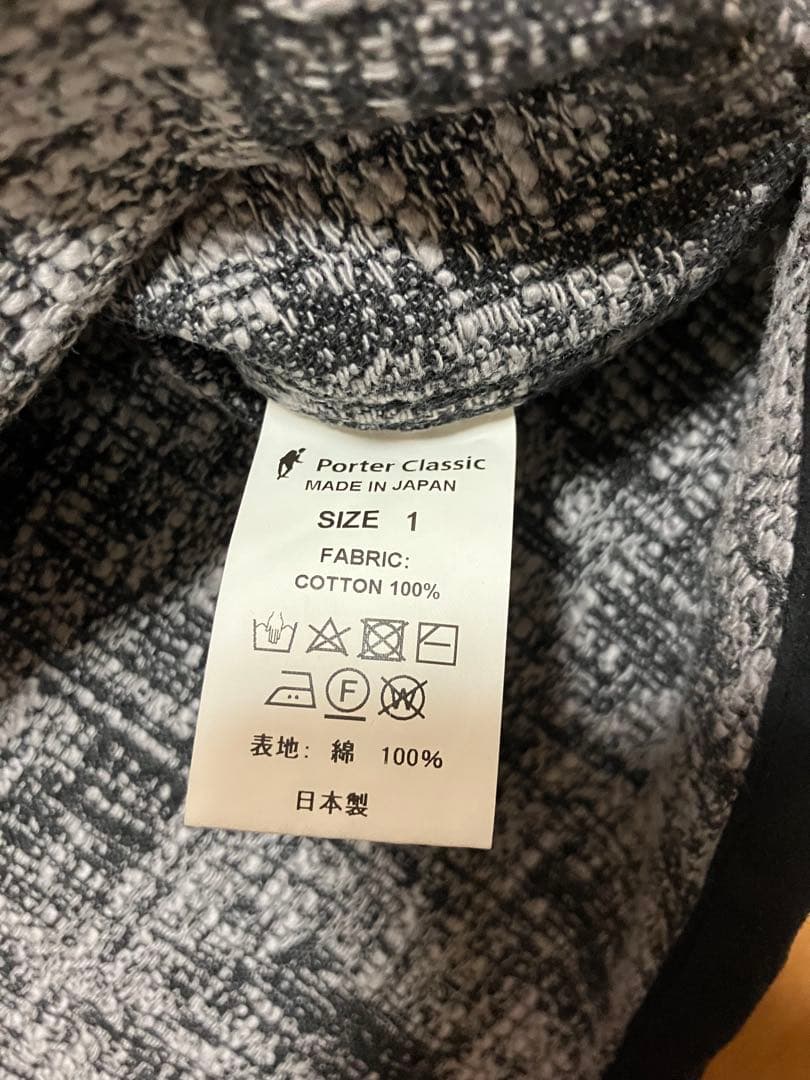 Porter Classic
MADE IN JAPAN
SIZE 1
FABRIC:
COTTON 100%
F W
表地: 綿 100%
日本製